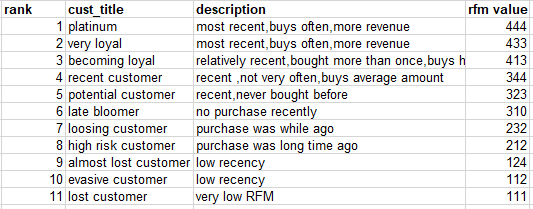 rank cust_title description rfm value
1 platinum most recent,buys often,more revenue 444
2 very loyal most recent,buys often,more revenue 433
3 becoming loyal relatively recent,bought more than once,buys h 413
4 recent customer recent ,not very often,buys average amount 344
5 potential customer recent,never bought before 323
6 late bloomer no purchase recently 310
7 loosing customer purchase was while ago 232
8 high risk customer purchase was long time ago 212
9 almost lost customer low recency 124
10 evasive customer low recency 112
11 lost customer very low RFM 111